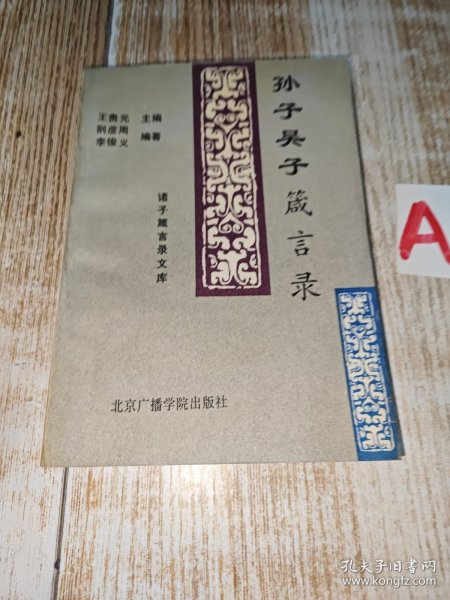 孙子吴子箴言录
王隽元 主编
荆彦周
李俊义 编著
诸子箴言录文库
北京广播学院出版社
A
孔夫子旧书网
www.kongfz.com